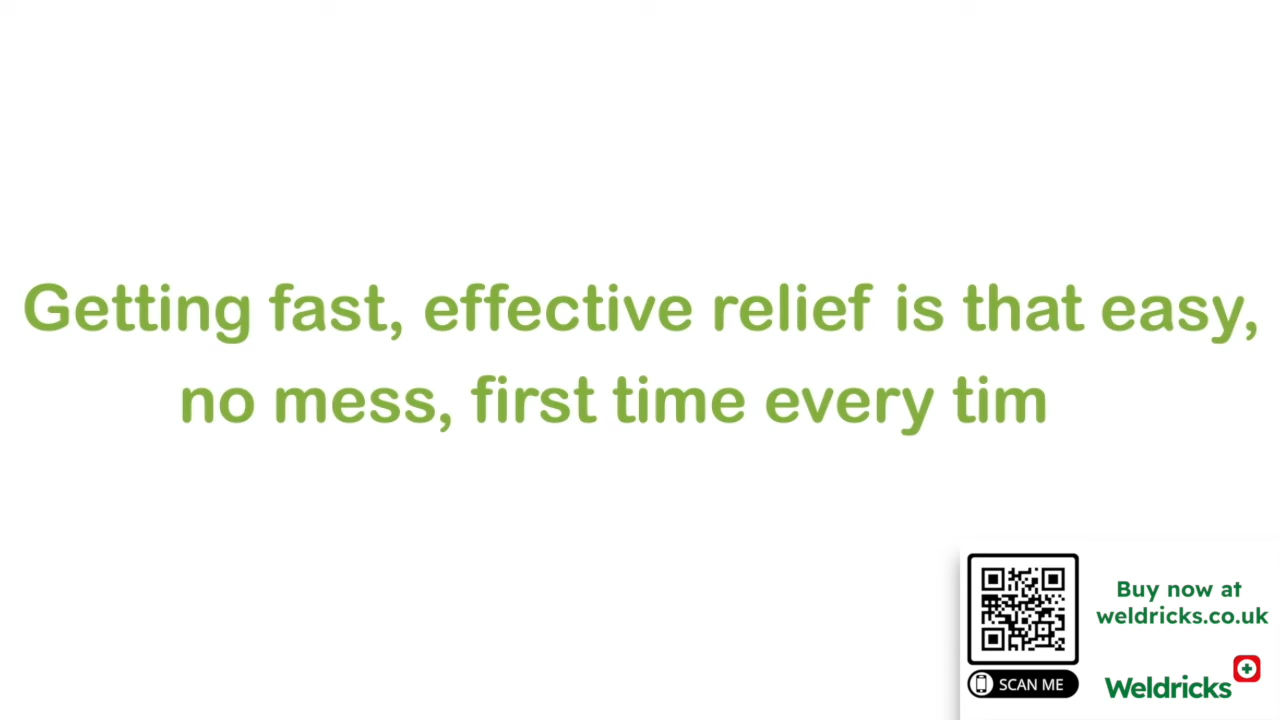 Getting fast, effective relief is that easy,
no mess, first time every tim
Buy now at
weldricks.co.uk
SCAN ME
Weldricks